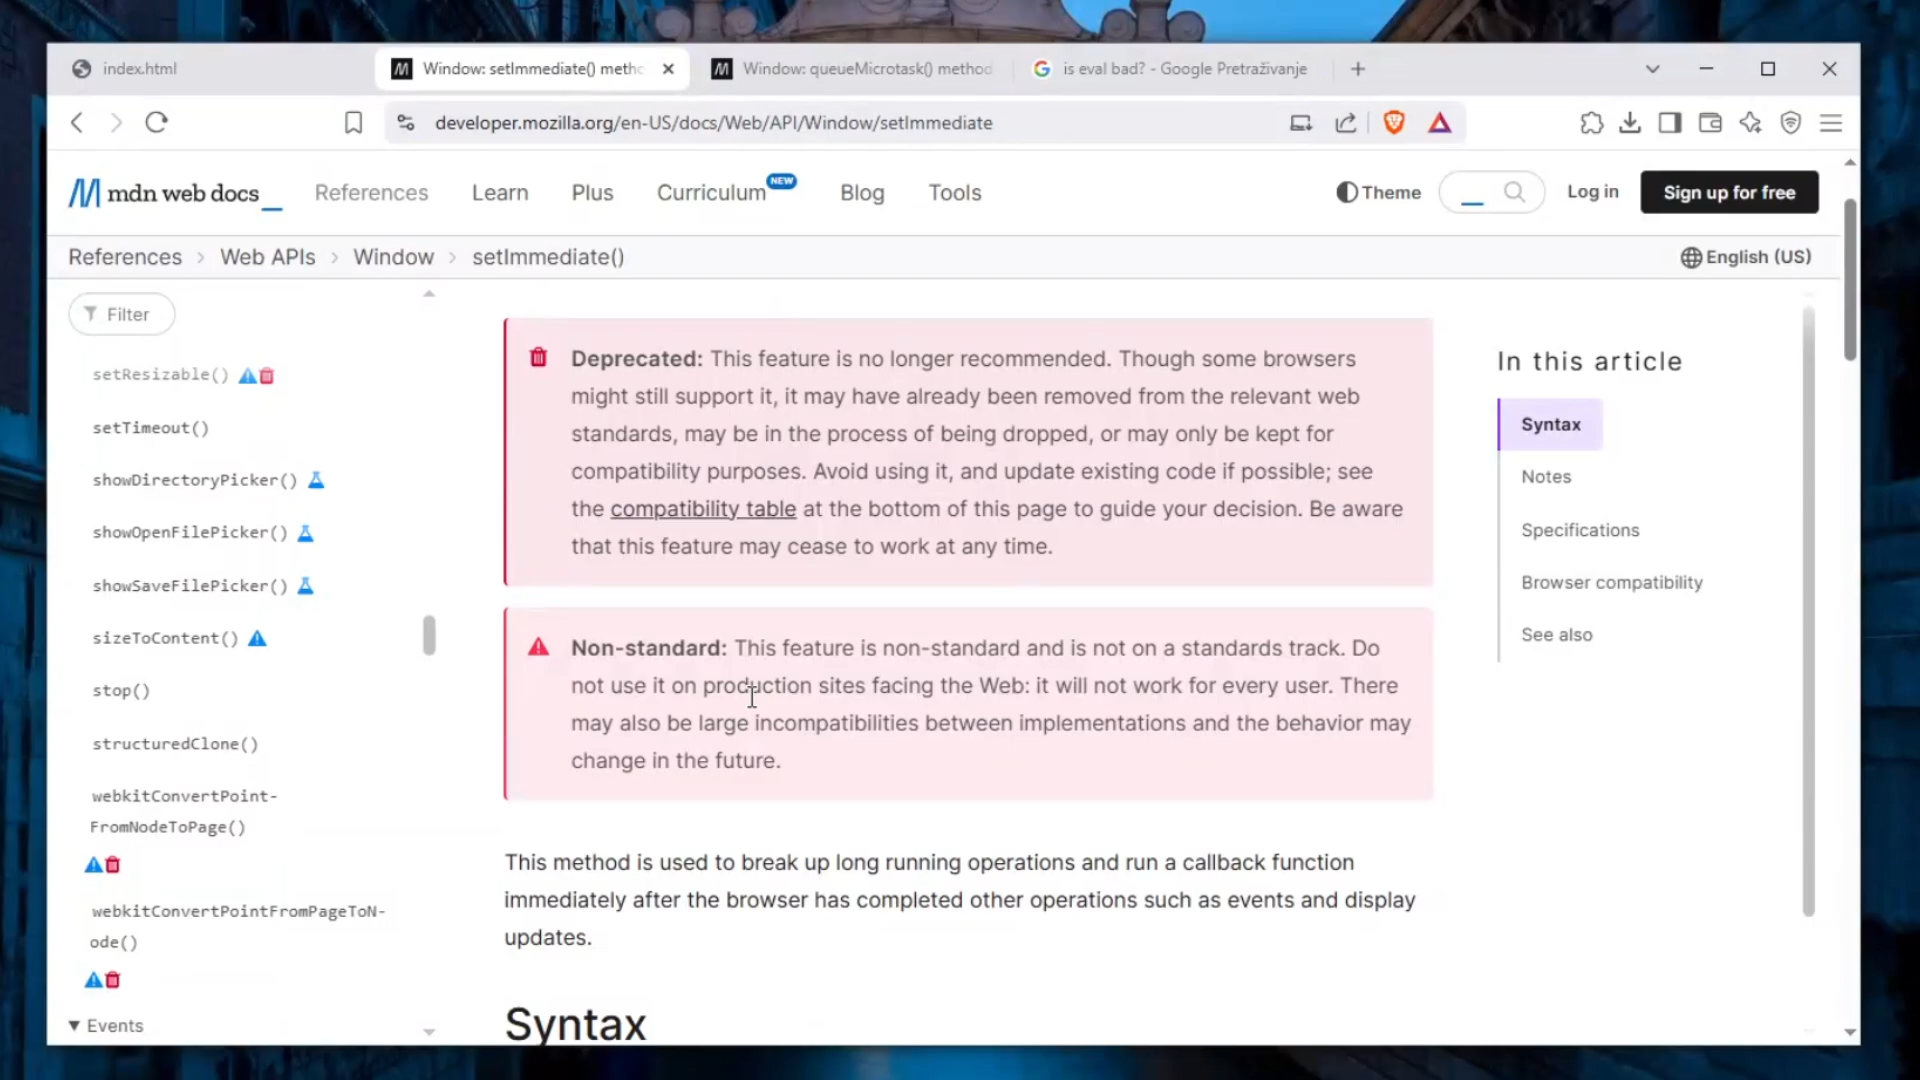 index.html
Window: setImmediate() metho
Window: queueMicrotask() method
is eval bad? - Google Pretraživanje
developer.mozilla.org/en-US/docs/Web/API/Window/setImmediate
mdn web docs_
References
Learn
Plus
Curriculum NEW
Blog
Tools
Theme
Log in
Sign up for free
References > Web APIs > Window > setImmediate()
English (US)
Filter
setResizable()
setTimeout()
showDirectoryPicker()
showOpenFilePicker()
showSaveFilePicker()
sizeToContent()
stop()
structuredClone()
webkitConvertPoint-
FromNodeToPage()
webkitConvertPointFromPageToN-
ode()
Events
Deprecated: This feature is no longer recommended. Though some browsers
might still support it, it may have already been removed from the relevant web
standards, may be in the process of being dropped, or may only be kept for
compatibility purposes. Avoid using it, and update existing code if possible; see
the compatibility table at the bottom of this page to guide your decision. Be aware
that this feature may cease to work at any time.
Non-standard: This feature is non-standard and is not on a standards track. Do
not use it on production sites facing the Web: it will not work for every user. There
may also be large incompatibilities between implementations and the behavior may
change in the future.
This method is used to break up long running operations and run a callback function
immediately after the browser has completed other operations such as events and display
updates.
Syntax
In this article
Syntax
Notes
Specifications
Browser compatibility
See also